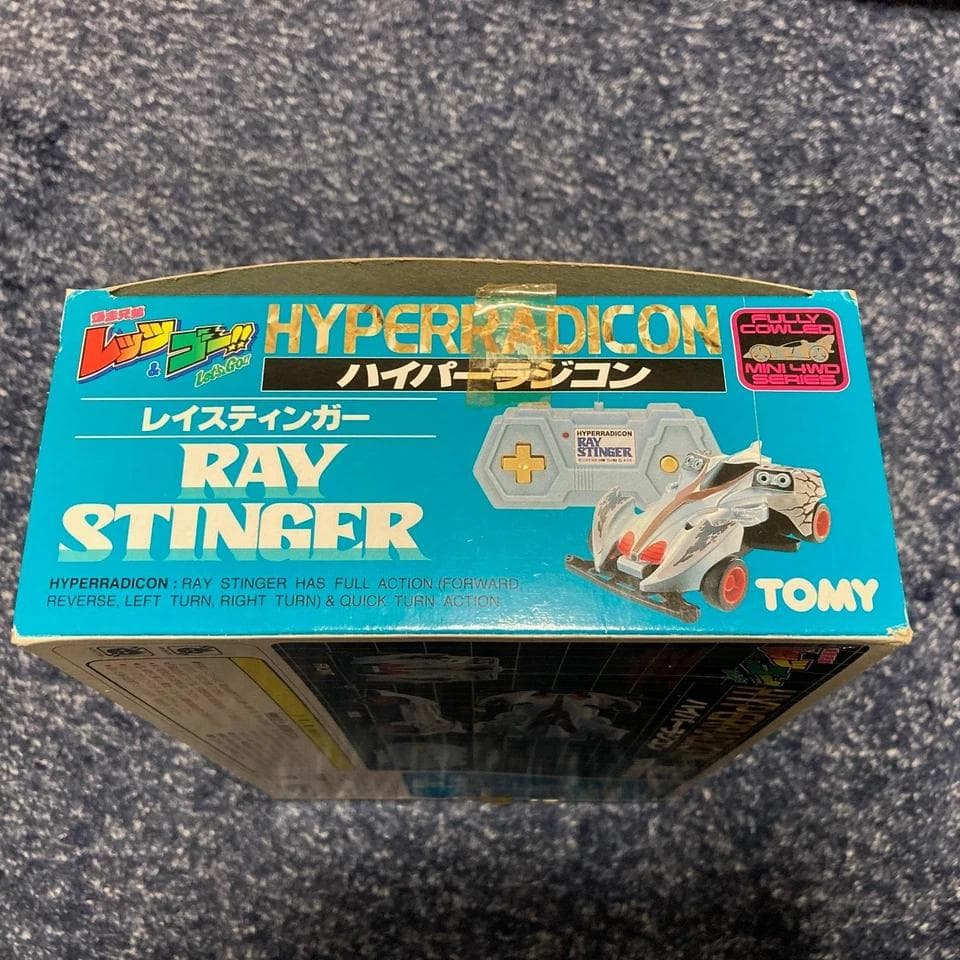 爆走兄弟
レッツ
&
ゴー!!
Let's & Go!!
HYPERRADICON
ハイパーラジコン
FULLY
COWLED
MINI 4WD
SERIES
レイスティンガー
RAY
STINGER
HYPERRADICON
RAY
STINGER
HYPERRADICON : RAY STINGER HAS FULL ACTION (FORWARD,
REVERSE, LEFT TURN, RIGHT TURN) & QUICK TURN ACTION.
TOMY